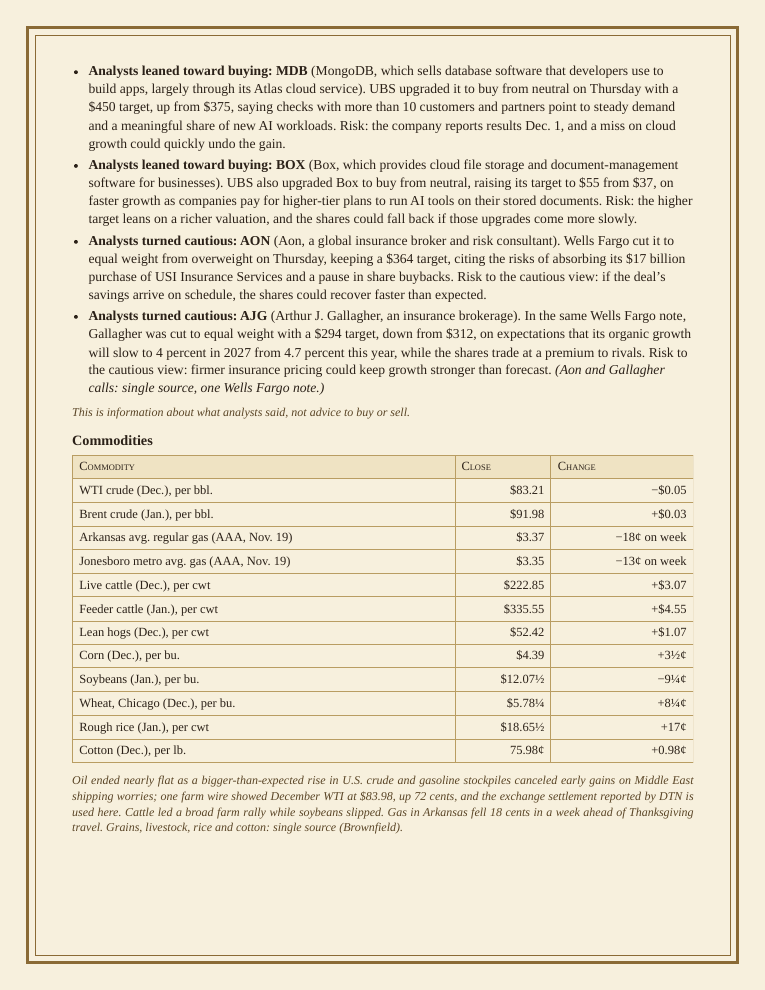 • Analysts leaned toward buying: MDB (MongoDB, which sells database software that developers use to
build apps, largely through its Atlas cloud service). UBS upgraded it to buy from neutral on Thursday with a
$450 target, up from $375, saying checks with more than 10 customers and partners point to steady demand
and a meaningful share of new AI workloads. Risk: the company reports results Dec. 1, and a miss on cloud
growth could quickly undo the gain.
• Analysts leaned toward buying: BOX (Box, which provides cloud file storage and document-management
software for businesses). UBS also upgraded Box to buy from neutral, raising its target to $55 from $37, on
faster growth as companies pay for higher-tier plans to run AI tools on their stored documents. Risk: the higher
target leans on a richer valuation, and the shares could fall back if those upgrades come more slowly.
• Analysts turned cautious: AON (Aon, a global insurance broker and risk consultant). Wells Fargo cut it to
equal weight from overweight on Thursday, keeping a $364 target, citing the risks of absorbing its $17 billion
purchase of USI Insurance Services and a pause in share buybacks. Risk to the cautious view: if the deal’s
savings arrive on schedule, the shares could recover faster than expected.
• Analysts turned cautious: AJG (Arthur J. Gallagher, an insurance brokerage). In the same Wells Fargo note,
Gallagher was cut to equal weight with a $294 target, down from $312, on expectations that its organic growth
will slow to 4 percent in 2027 from 4.7 percent this year, while the shares trade at a premium to rivals. Risk to
the cautious view: firmer insurance pricing could keep growth stronger than forecast. (Aon and Gallagher
calls: single source, one Wells Fargo note.)
This is information about what analysts said, not advice to buy or sell.
Commodities
Commodity Close Change
WTI crude (Dec.), per bbl. $83.21 −$0.05
Brent crude (Jan.), per bbl. $91.98 +$0.03
Arkansas avg. regular gas (AAA, Nov. 19) $3.37 −18¢ on week
Jonesboro metro avg. gas (AAA, Nov. 19) $3.35 −13¢ on week
Live cattle (Dec.), per cwt $222.85 +$3.07
Feeder cattle (Jan.), per cwt $335.55 +$4.55
Lean hogs (Dec.), per cwt $52.42 +$1.07
Corn (Dec.), per bu. $4.39 +3½¢
Soybeans (Jan.), per bu. $12.07½ −9¼¢
Wheat, Chicago (Dec.), per bu. $5.78¼ +8¼¢
Rough rice (Jan.), per cwt $18.65½ +17¢
Cotton (Dec.), per lb. 75.98¢ +0.98¢
Oil ended nearly flat as a bigger-than-expected rise in U.S. crude and gasoline stockpiles canceled early gains on Middle East
shipping worries; one farm wire showed December WTI at $83.98, up 72 cents, and the exchange settlement reported by DTN is
used here. Cattle led a broad farm rally while soybeans slipped. Gas in Arkansas fell 18 cents in a week ahead of Thanksgiving
travel. Grains, livestock, rice and cotton: single source (Brownfield).